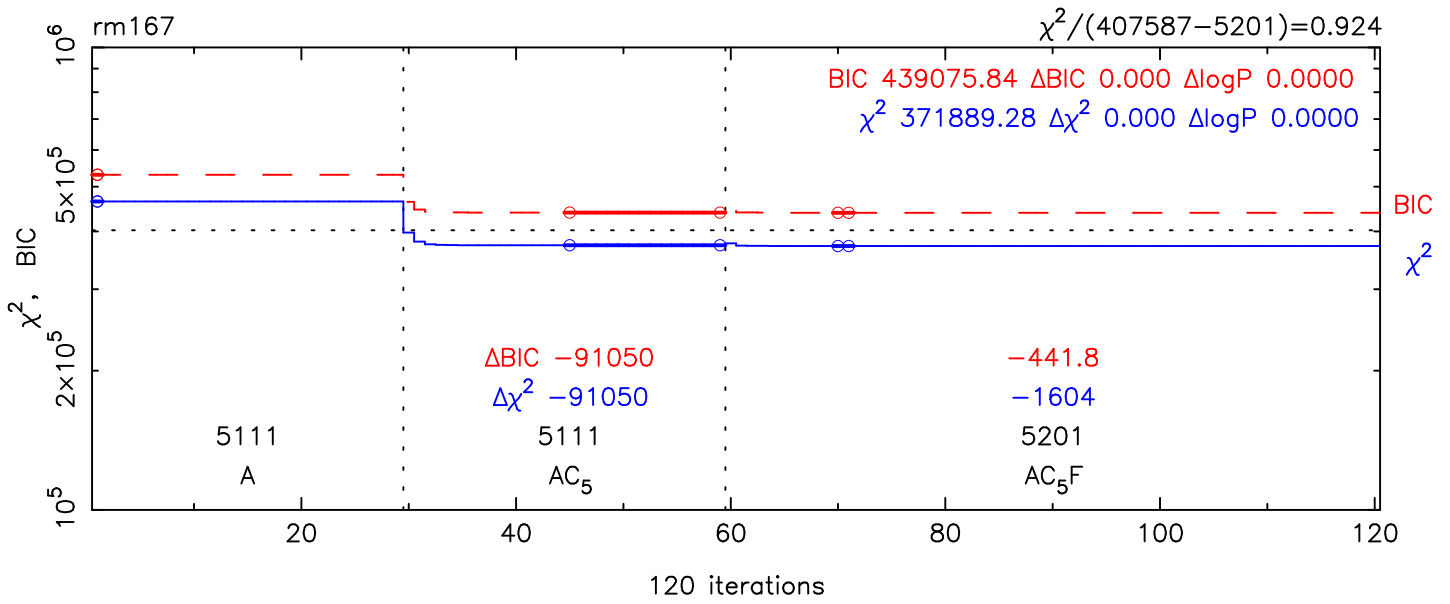 rm167
χ²/(407587−5201)=0.924
BIC 439075.84 ΔBIC 0.000 ΔlogP 0.0000
χ² 371889.28 Δχ² 0.000 ΔlogP 0.0000
10⁶
5×10⁵
2×10⁵
10⁵
χ², BIC
BIC
χ²
ΔBIC −91050
−441.8
Δχ² −91050
−1604
5111
5111
5201
A
AC₅
AC₅F
20
40
60
80
100
120
120 iterations